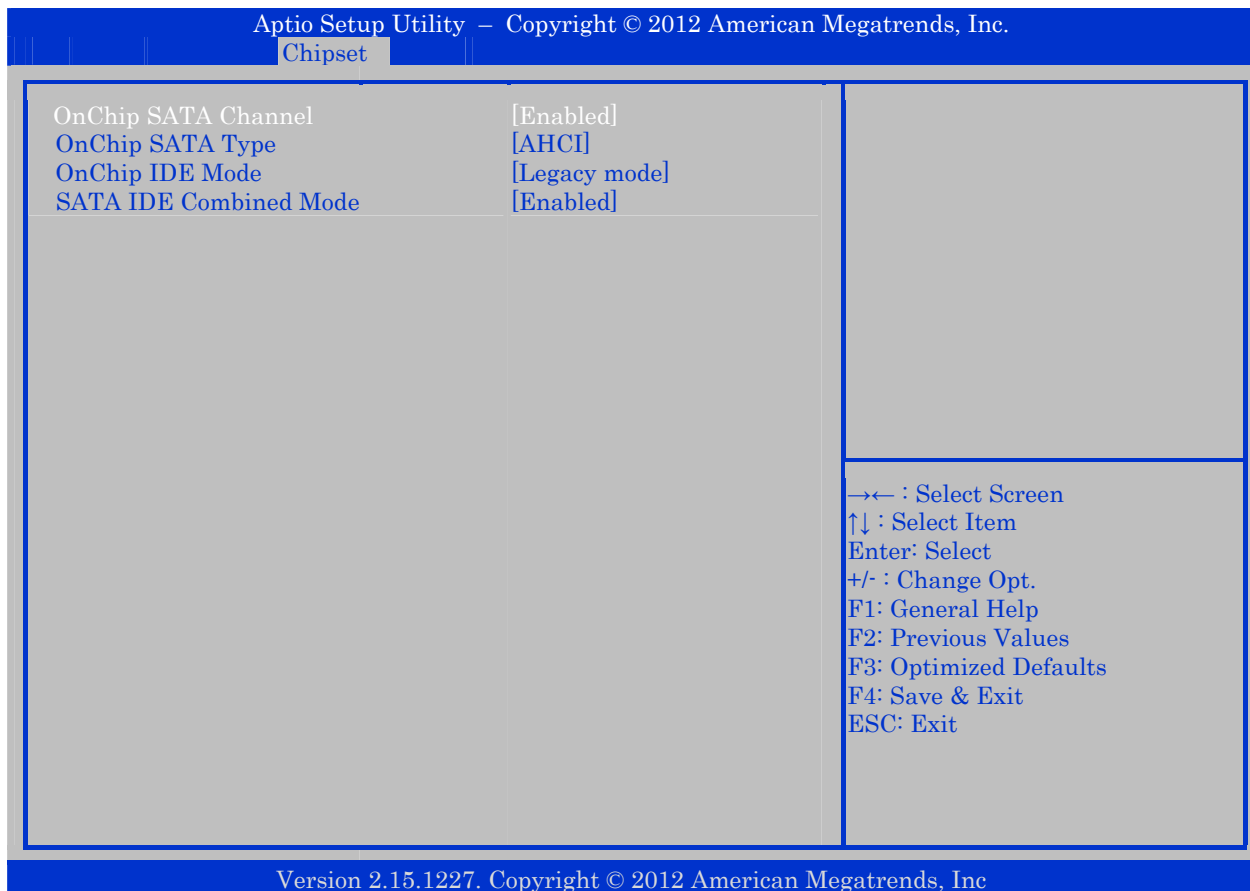 Aptio Setup Utility – Copyright © 2012 American Megatrends, Inc.
Chipset
OnChip SATA Channel [Enabled]
OnChip SATA Type [AHCI]
OnChip IDE Mode [Legacy mode]
SATA IDE Combined Mode [Enabled]
→← : Select Screen
↑↓ : Select Item
Enter: Select
+/- : Change Opt.
F1: General Help
F2: Previous Values
F3: Optimized Defaults
F4: Save & Exit
ESC: Exit
Version 2.15.1227. Copyright © 2012 American Megatrends, Inc